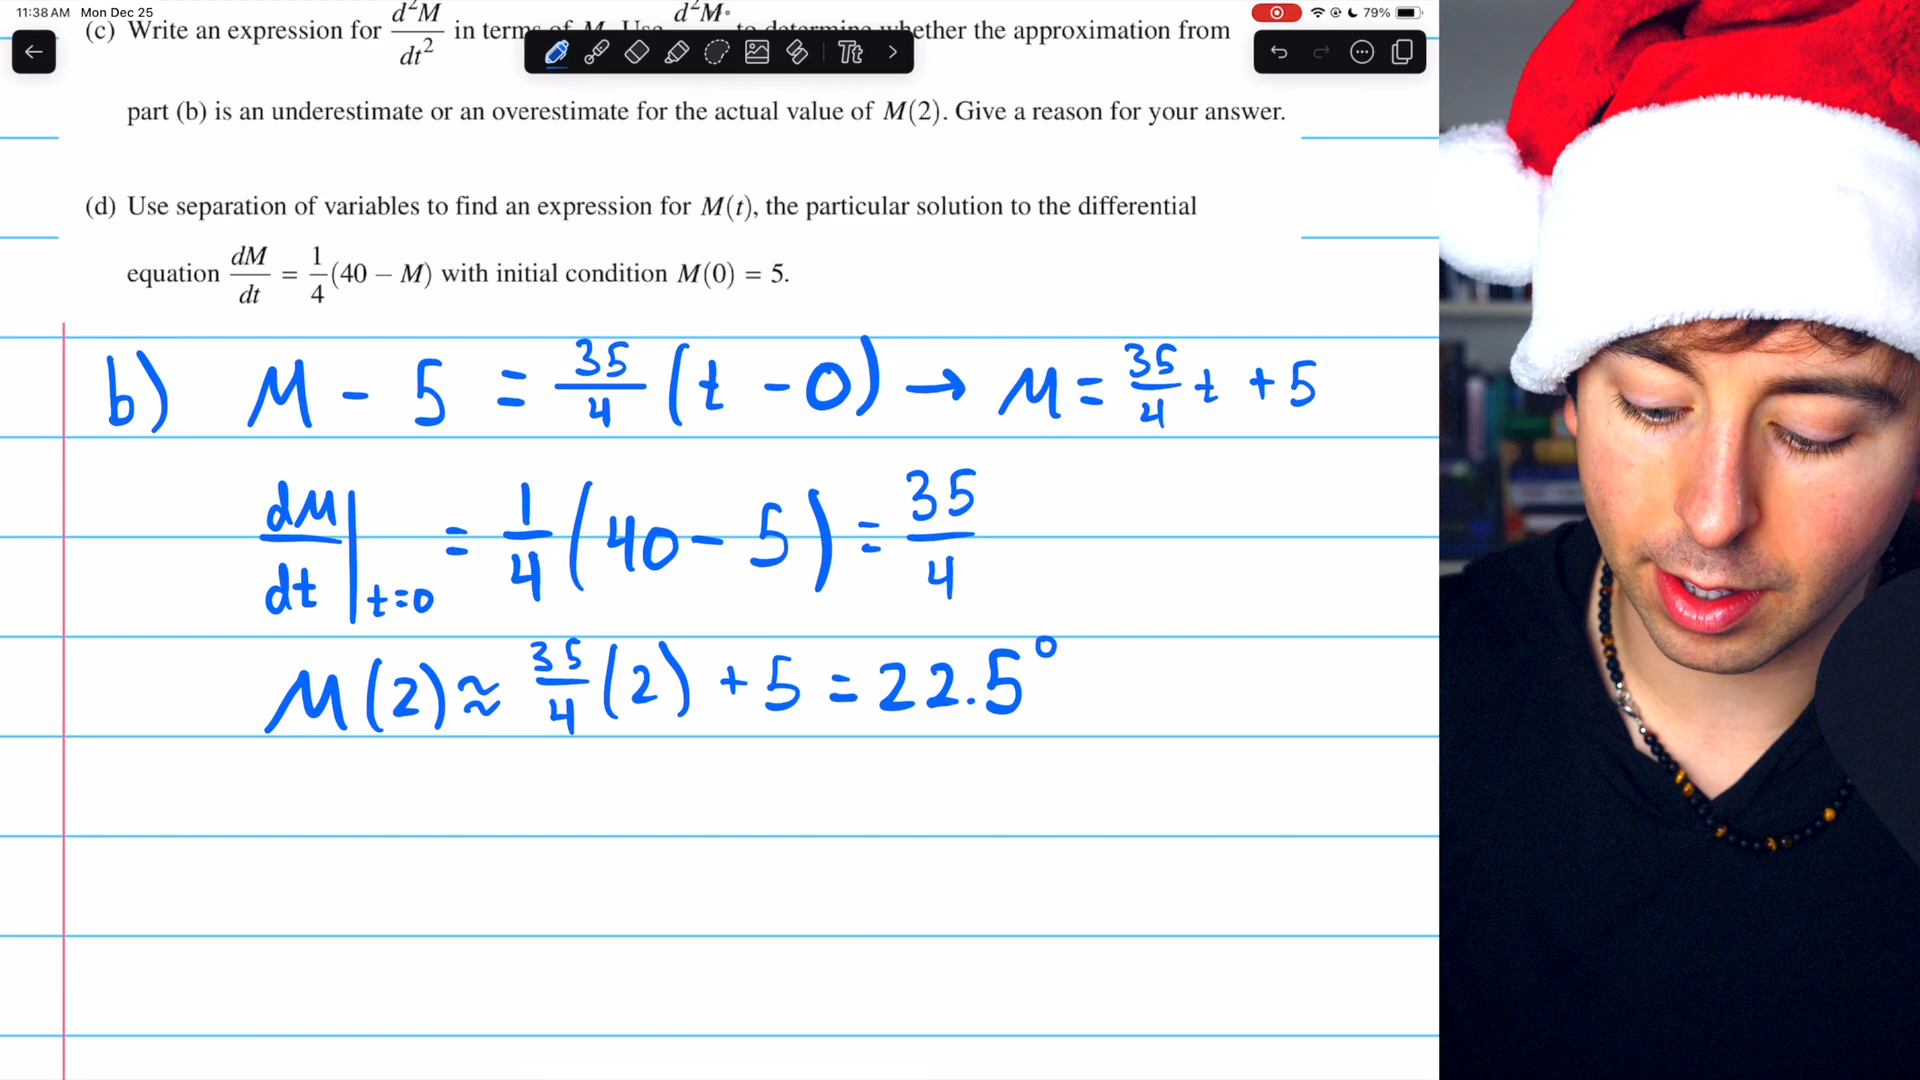 11:38 AM Mon Dec 25 79%
(c) Write an expression for d²M/dt² in terms of M. Use d²M to determine whether the approximation from
part (b) is an underestimate or an overestimate for the actual value of M(2). Give a reason for your answer.
(d) Use separation of variables to find an expression for M(t), the particular solution to the differential
equation dM/dt = 1/4(40 − M) with initial condition M(0) = 5.
b) M - 5 = 35/4 (t - 0) → M = 35/4 t + 5
dM/dt |t=0 = 1/4 (40 - 5) = 35/4
M(2) ≈ 35/4 (2) + 5 = 22.5°